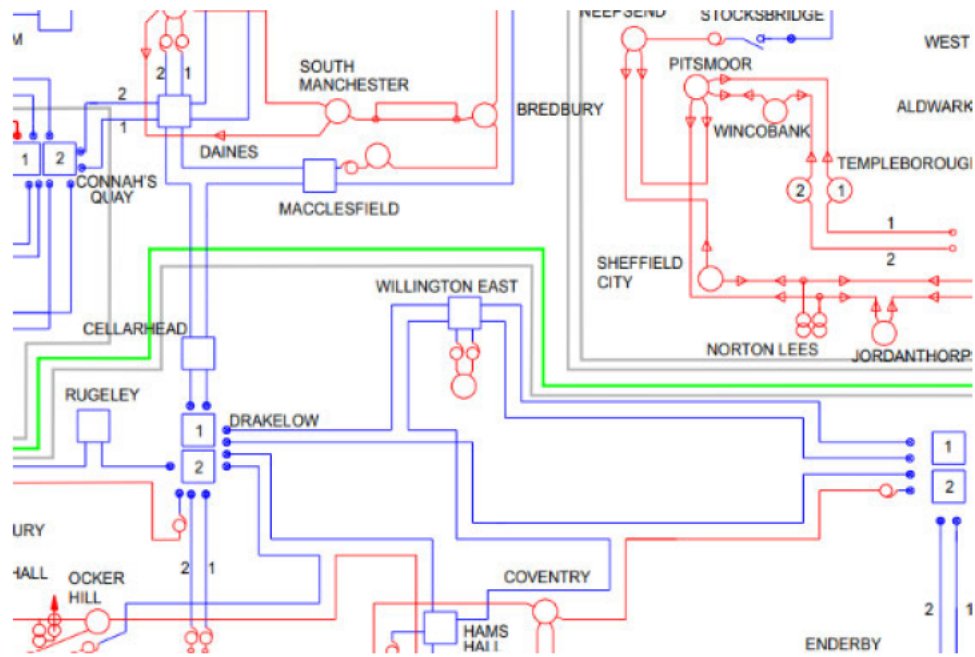 NEEPSEND
STOCKSBRIDGE
M
WEST
PITSMOOR
SOUTH
MANCHESTER
2
1
2
1
BREDBURY
ALDWARK
WINCOBANK
DAINES
1
2
TEMPLEBOROUGH
CONNAH'S
QUAY
2
1
MACCLESFIELD
1
2
SHEFFIELD
CITY
WILLINGTON EAST
CELLARHEAD
NORTON LEES
JORDANTHORP
RUGELEY
DRAKELOW
1
2
1
2
URY
HALL
OCKER
HILL
2
1
COVENTRY
HAMS
HALL
2
1
ENDERBY